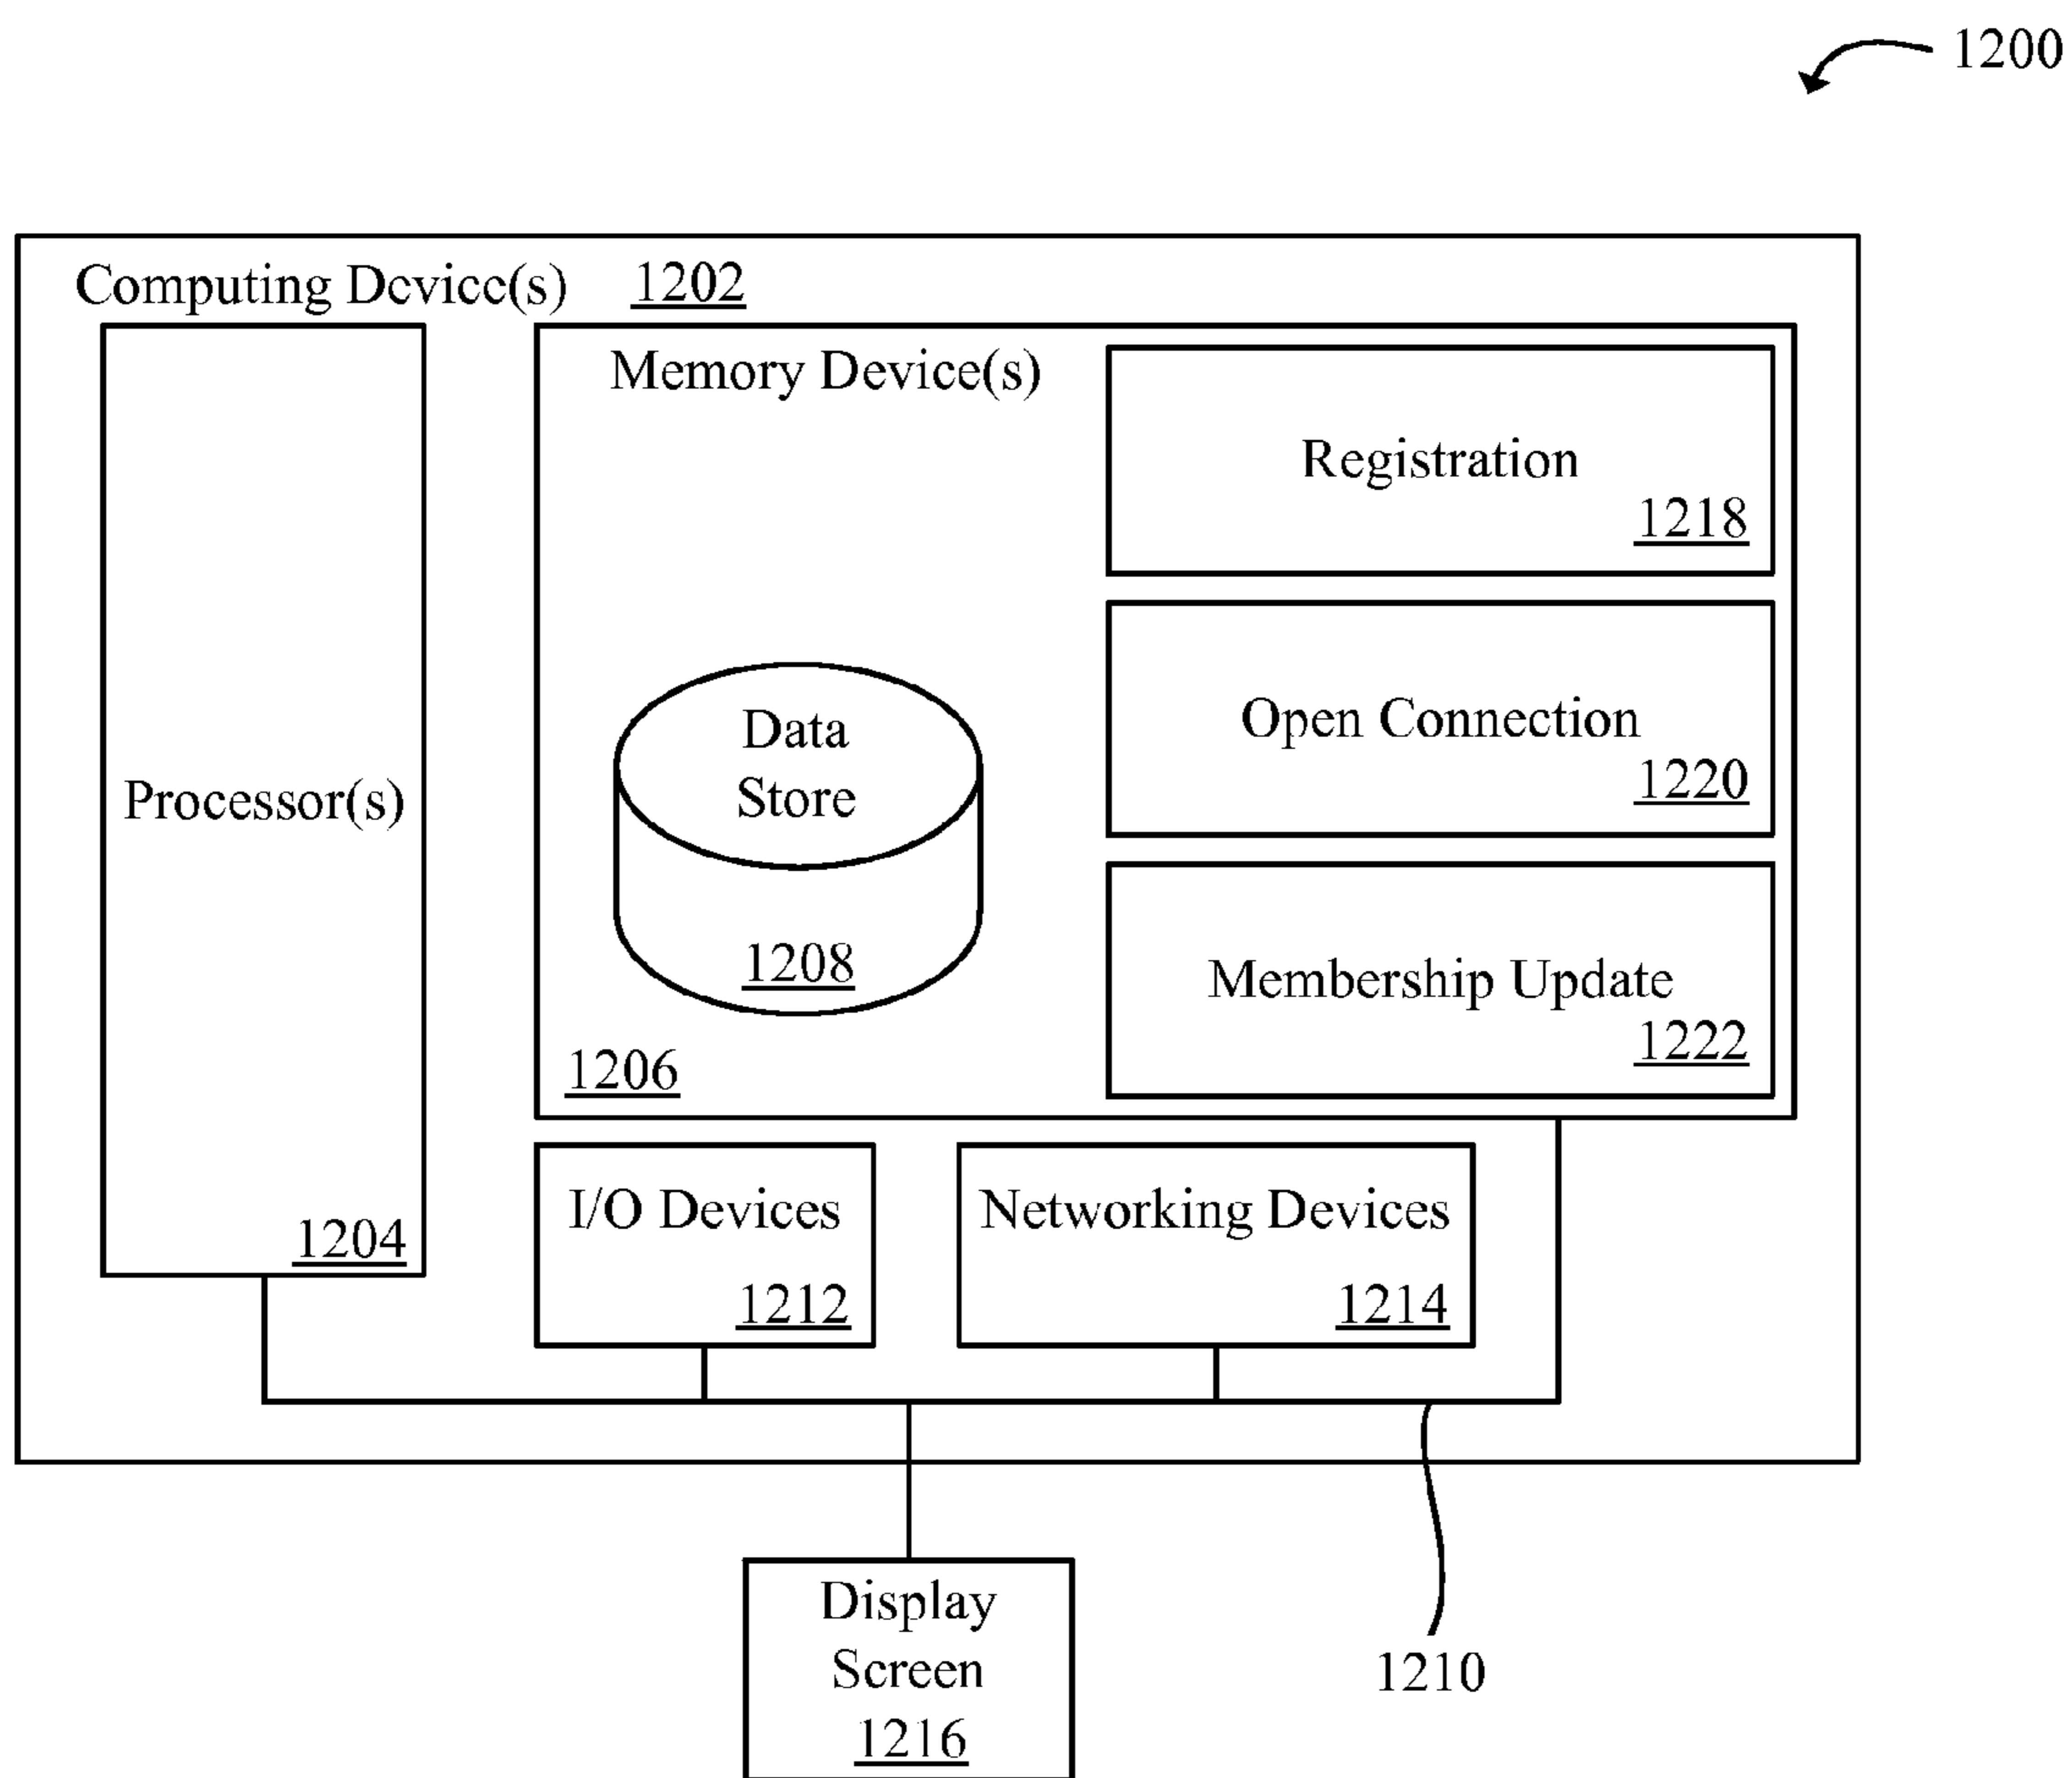 1200
Computing Device(s) 1202
Memory Device(s)
Registration
1218
Data
Store
1208
Open Connection
1220
Processor(s)
Membership Update
1222
1206
1204
I/O Devices
1212
Networking Devices
1214
Display
Screen
1216
1210